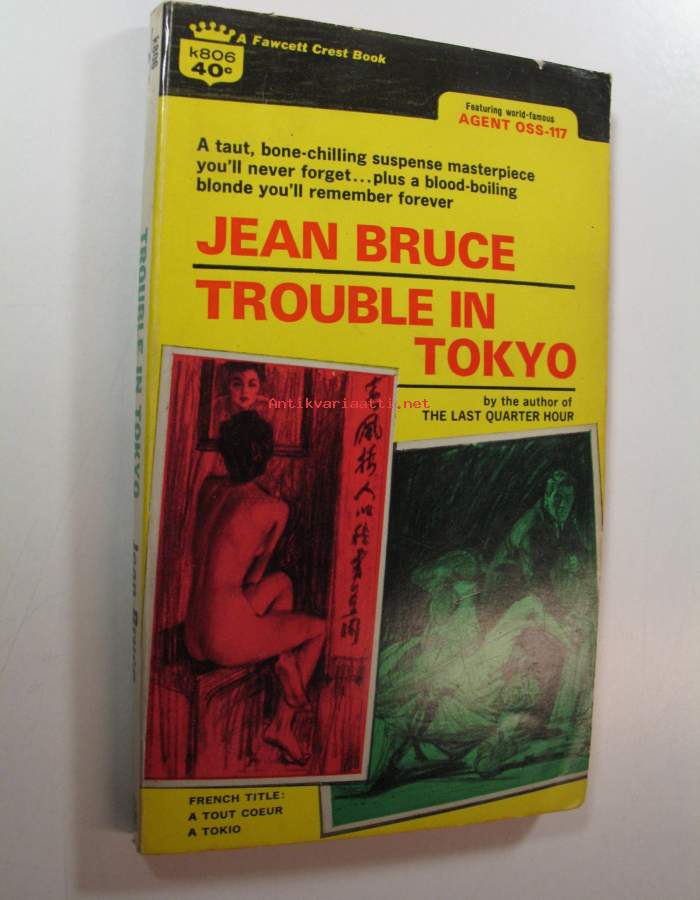 A Fawcett Crest Book
k806
40c
Featuring world-famous
AGENT OSS-117
A taut, bone-chilling suspense masterpiece
you'll never forget...plus a blood-boiling
blonde you'll remember forever
JEAN BRUCE
TROUBLE IN
TOKYO
by the author of
THE LAST QUARTER HOUR
Antikvariaatti.net
FRENCH TITLE:
A TOUT COEUR
A TOKIO
k806
TROUBLE IN TOKYO Jean Bruce